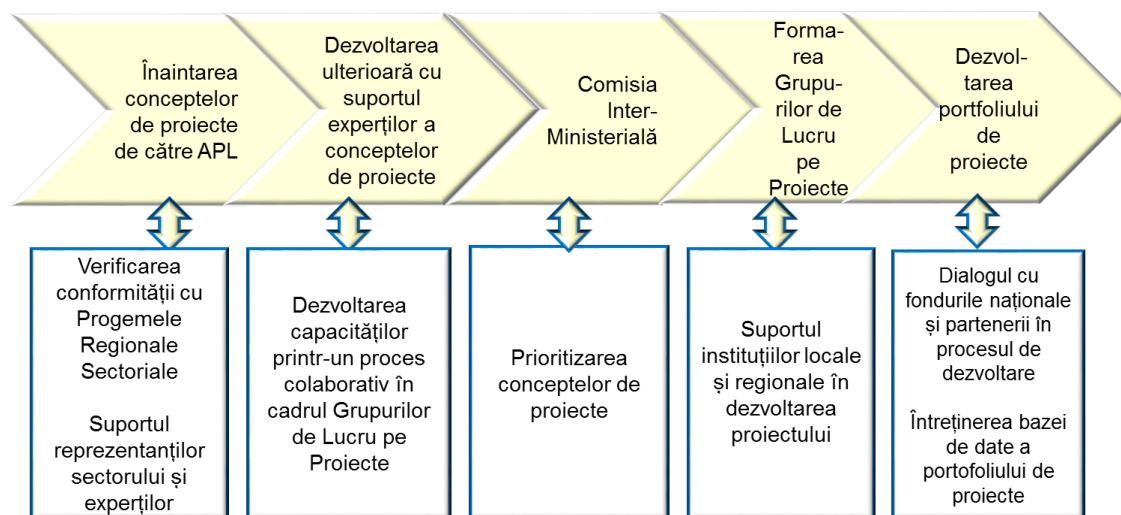 Înaintarea
conceptelor
de proiecte
de către APL
Dezvoltarea
ulterioară cu
suportul
experților a
conceptelor
de proiecte
Comisia
Inter-
Ministerială
Forma-
rea
Grupu-
rilor de
Lucru
pe
Proiecte
Dezvol-
tarea
portfoliului
de
proiecte
Verificarea
conformității cu
Progemele
Regionale
Sectoriale
Suportul
reprezentanților
sectorului și
experților
Dezvoltarea
capacităților
printr-un proces
colaborativ în
cadrul Grupurilor
de Lucru pe
Proiecte
Prioritizarea
conceptelor de
proiecte
Suportul
instituțiilor locale
și regionale în
dezvoltarea
proiectului
Dialogul cu
fondurile naționale
și partenerii în
procesul de
dezvoltare
Întreținerea bazei
de date a
portofoliului de
proiecte